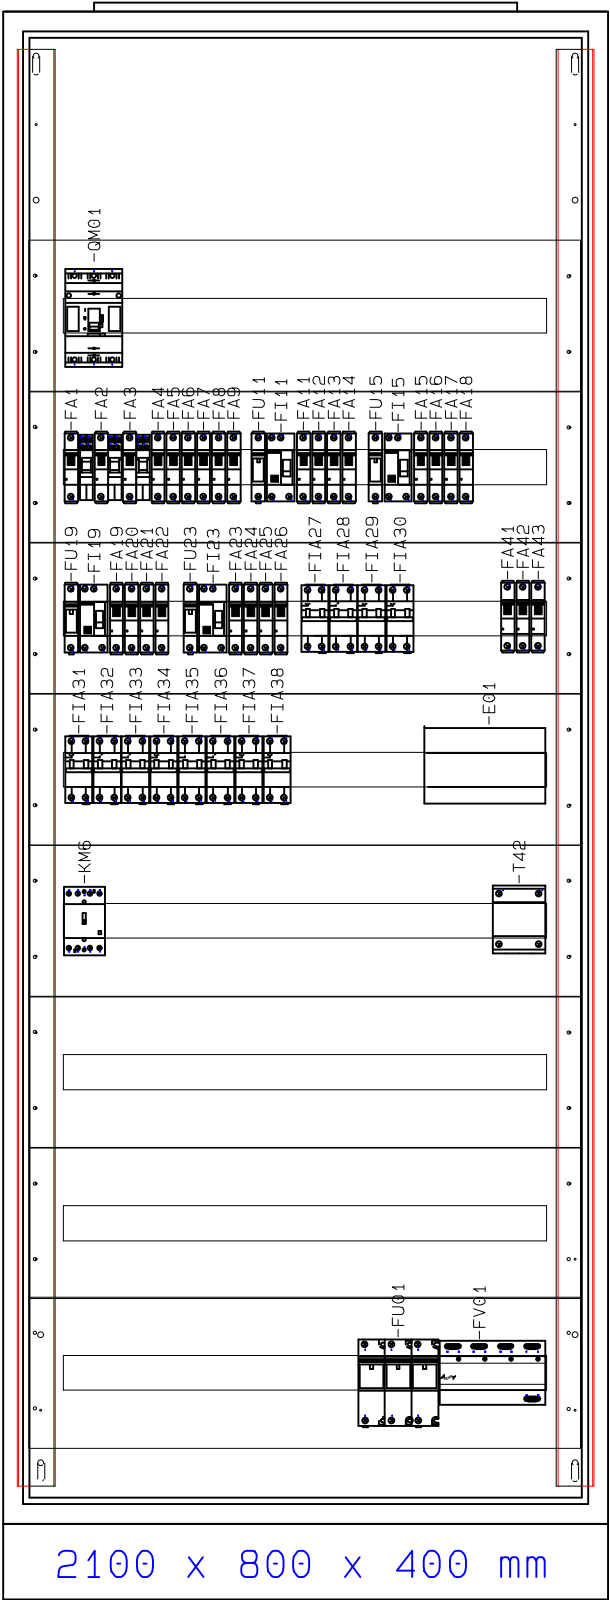 -QM01
-FA1 -FA2 -FA3 -FA4 -FA5 -FA6 -FA7 -FA8 -FA9 -FU11 -FI11 -FA11 -FA12 -FA13 -FA14 -FU15 -FI15 -FA15 -FA16 -FA17 -FA18
-FU19 -FI19 -FA19 -FA20 -FA21 -FA22 -FU23 -FI23 -FA23 -FA24 -FA25 -FA26 -FIA27 -FIA28 -FIA29 -FIA30 -FA41 -FA42 -FA43
-FIA31 -FIA32 -FIA33 -FIA34 -FIA35 -FIA36 -FIA37 -FIA38 -E01
-KM6 -T42
-FU01 -FV01
2100 x 800 x 400 mm